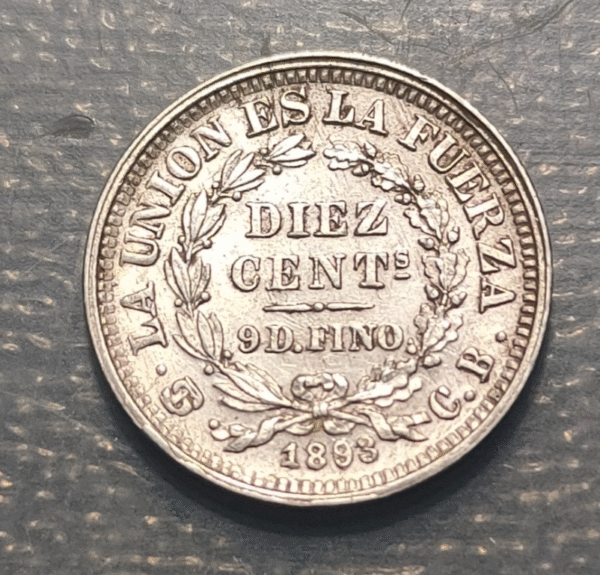 LA UNION ES LA FUERZA
DIEZ
CENTS
9D.FINO.
C.B.
1893